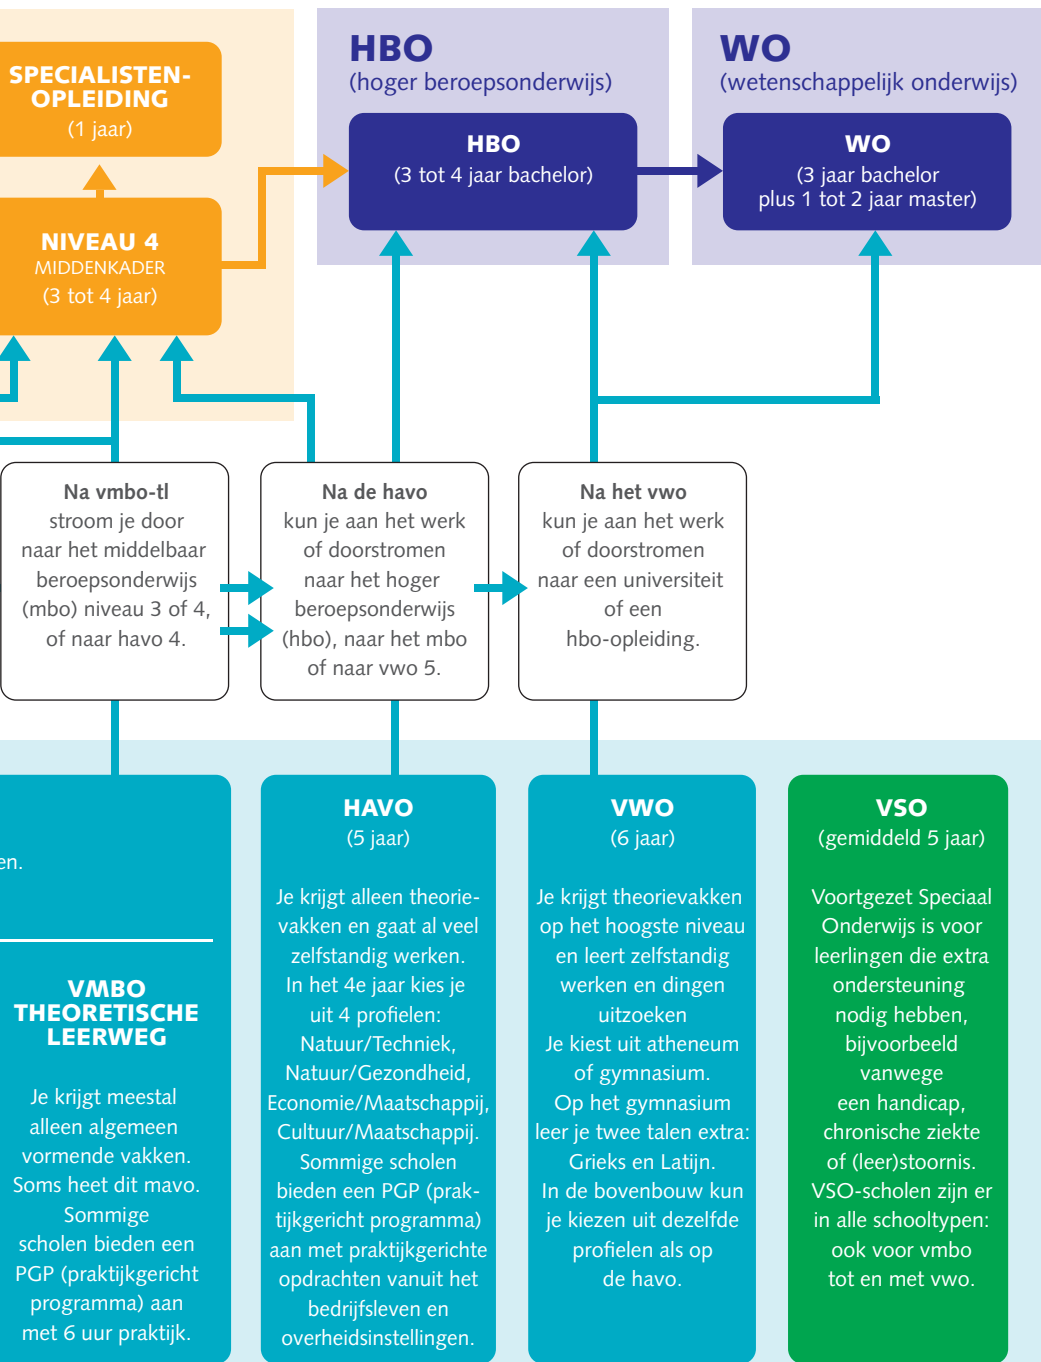 SPECIALISTEN-
OPLEIDING
(1 jaar)
NIVEAU 4
MIDDENKADER
(3 tot 4 jaar)
HBO
(hoger beroepsonderwijs)
HBO
(3 tot 4 jaar bachelor)
WO
(wetenschappelijk onderwijs)
WO
(3 jaar bachelor
plus 1 tot 2 jaar master)
Na vmbo-tl
stroom je door
naar het middelbaar
beroepsonderwijs
(mbo) niveau 3 of 4,
of naar havo 4.
Na de havo
kun je aan het werk
of doorstromen
naar het hoger
beroepsonderwijs
(hbo), naar het mbo
of naar vwo 5.
Na het vwo
kun je aan het werk
of doorstromen
naar een universiteit
of een
hbo-opleiding.
en.
VMBO
THEORETISCHE
LEERWEG
Je krijgt meestal
alleen algemeen
vormende vakken.
Soms heet dit mavo.
Sommige
scholen bieden een
PGP (praktijkgericht
programma) aan
met 6 uur praktijk.
HAVO
(5 jaar)
Je krijgt alleen theorie-
vakken en gaat al veel
zelfstandig werken.
In het 4e jaar kies je
uit 4 profielen:
Natuur/Techniek,
Natuur/Gezondheid,
Economie/Maatschappij,
Cultuur/Maatschappij.
Sommige scholen
bieden een PGP (prak-
tijkgericht programma)
aan met praktijkgerichte
opdrachten vanuit het
bedrijfsleven en
overheidsinstellingen.
VWO
(6 jaar)
Je krijgt theorievakken
op het hoogste niveau
en leert zelfstandig
werken en dingen
uitzoeken
Je kiest uit atheneum
of gymnasium.
Op het gymnasium
leer je twee talen extra:
Grieks en Latijn.
In de bovenbouw kun
je kiezen uit dezelfde
profielen als op
de havo.
VSO
(gemiddeld 5 jaar)
Voortgezet Speciaal
Onderwijs is voor
leerlingen die extra
ondersteuning
nodig hebben,
bijvoorbeeld
vanwege
een handicap,
chronische ziekte
of (leer)stoornis.
VSO-scholen zijn er
in alle schooltypen:
ook voor vmbo
tot en met vwo.